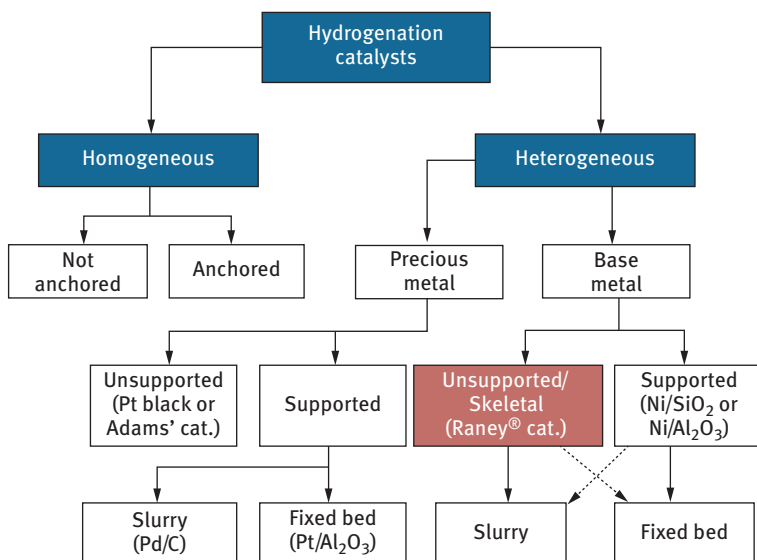 Hydrogenation
catalysts
Homogeneous
Heterogeneous
Not
anchored
Anchored
Precious
metal
Base
metal
Unsupported
(Pt black or
Adams’ cat.)
Supported
Unsupported/
Skeletal
(Raney® cat.)
Supported
(Ni/SiO₂ or
Ni/Al₂O₃)
Slurry
(Pd/C)
Fixed bed
(Pt/Al₂O₃)
Slurry
Fixed bed